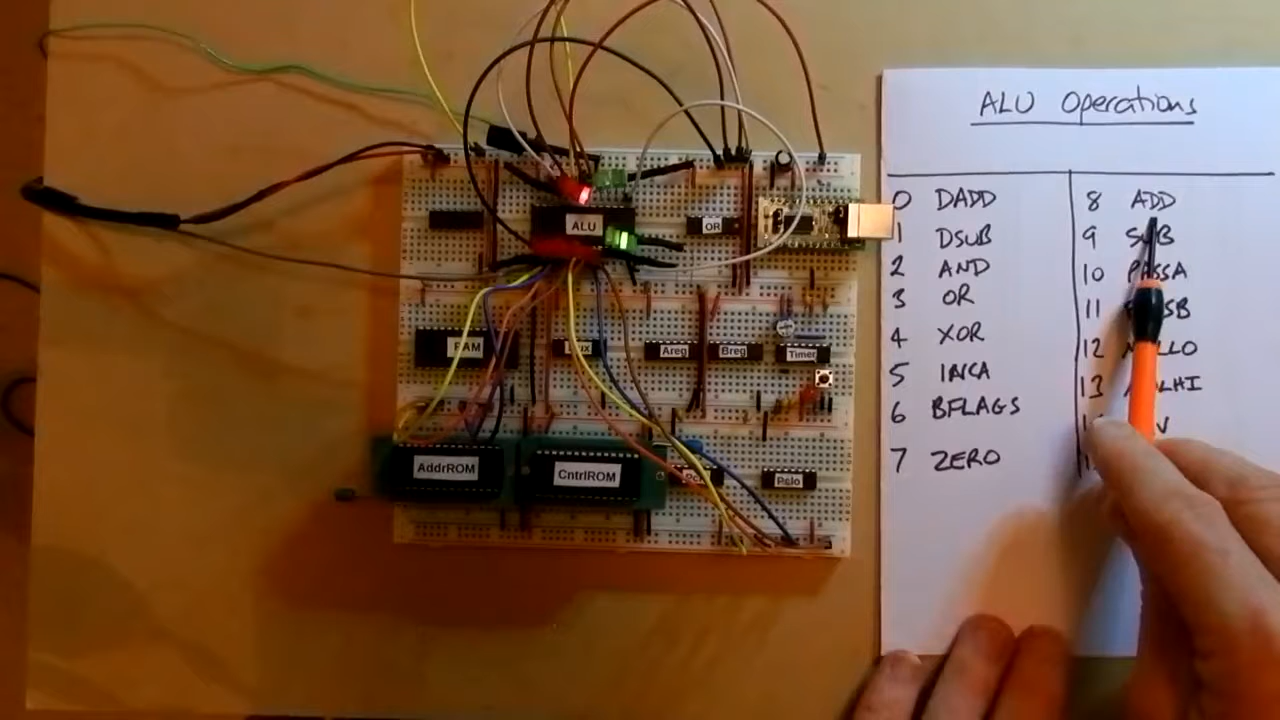 ALU Operations
0 DADD
1 DSUB
2 AND
3 OR
4 XOR
5 INCA
6 BFLAGS
7 ZERO
8 ADD
9 SUB
10 PASSA
11
12
13
ALU
OR
RAM
Areg
Breg
Timer
AddrROM
CntrlROM
Pclo